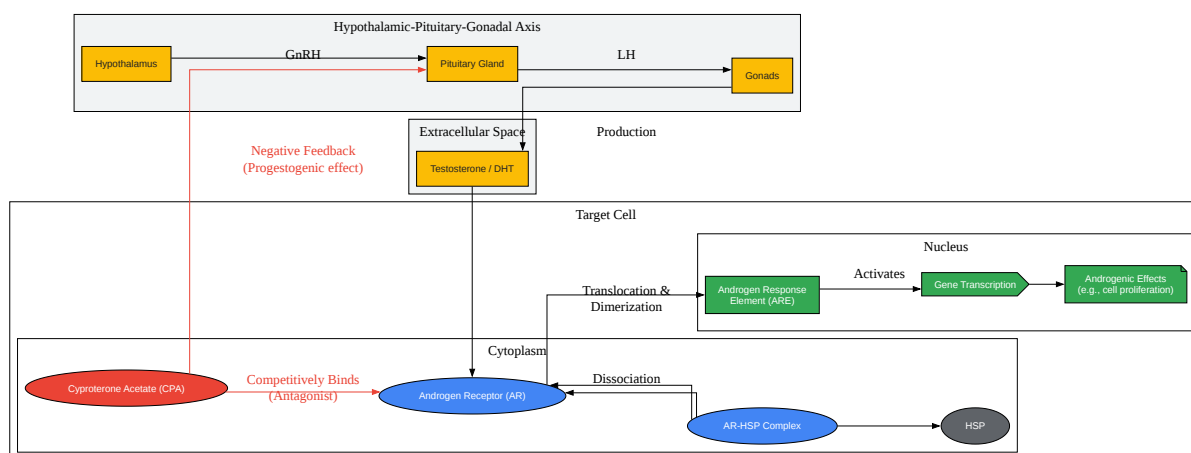 Hypothalamic-Pituitary-Gonadal Axis
Hypothalamus
GnRH
Pituitary Gland
LH
Gonads
Extracellular Space
Production
Testosterone / DHT
Negative Feedback
(Progestogenic effect)
Target Cell
Nucleus
Androgen Response
Element (ARE)
Activates
Gene Transcription
Androgenic Effects
(e.g., cell proliferation)
Translocation &
Dimerization
Cytoplasm
Cyproterone Acetate (CPA)
Competitively Binds
(Antagonist)
Androgen Receptor (AR)
Dissociation
AR-HSP Complex
HSP